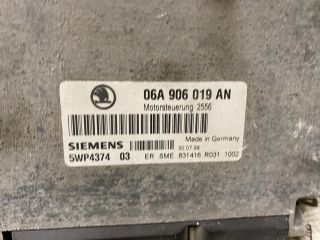 06A 906 019 AN
Motorsteuerung 2556
Made in Germany
SIEMENS
30.07.98
5WP4374 03
ER 6ME 831416 R031 1002